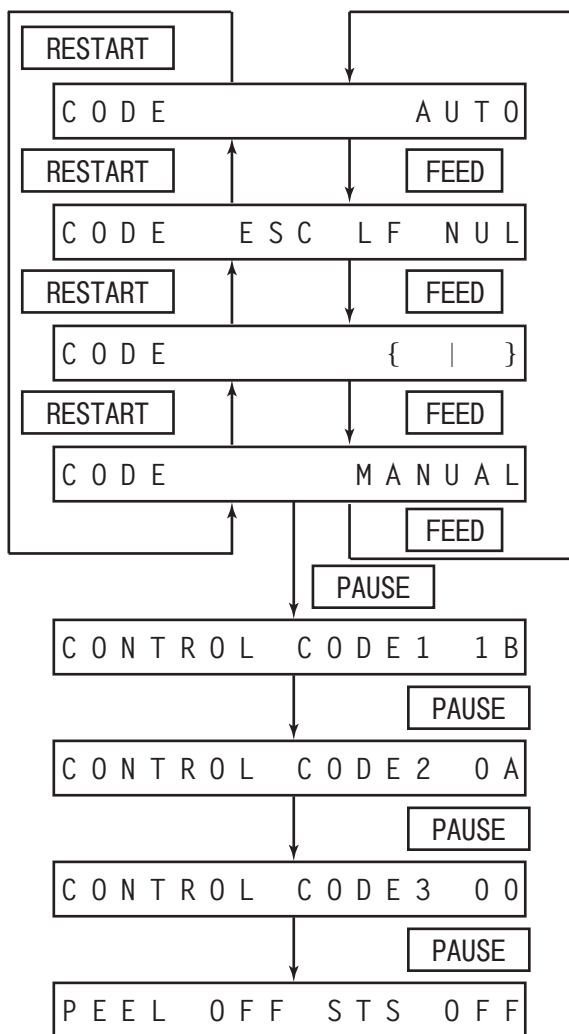 RESTART
CODE AUTO
RESTART FEED
CODE ESC LF NUL
RESTART FEED
CODE { | }
RESTART FEED
CODE MANUAL
FEED
PAUSE
CONTROL CODE1 1B
PAUSE
CONTROL CODE2 0A
PAUSE
CONTROL CODE3 00
PAUSE
PEEL OFF STS OFF